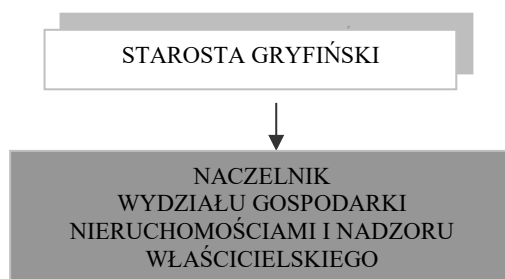 STAROSTA GRYFIŃSKI
NACZELNIK
WYDZIAŁU GOSPODARKI
NIERUCHOMOŚCIAMI I NADZORU
WŁAŚCICIELSKIEGO